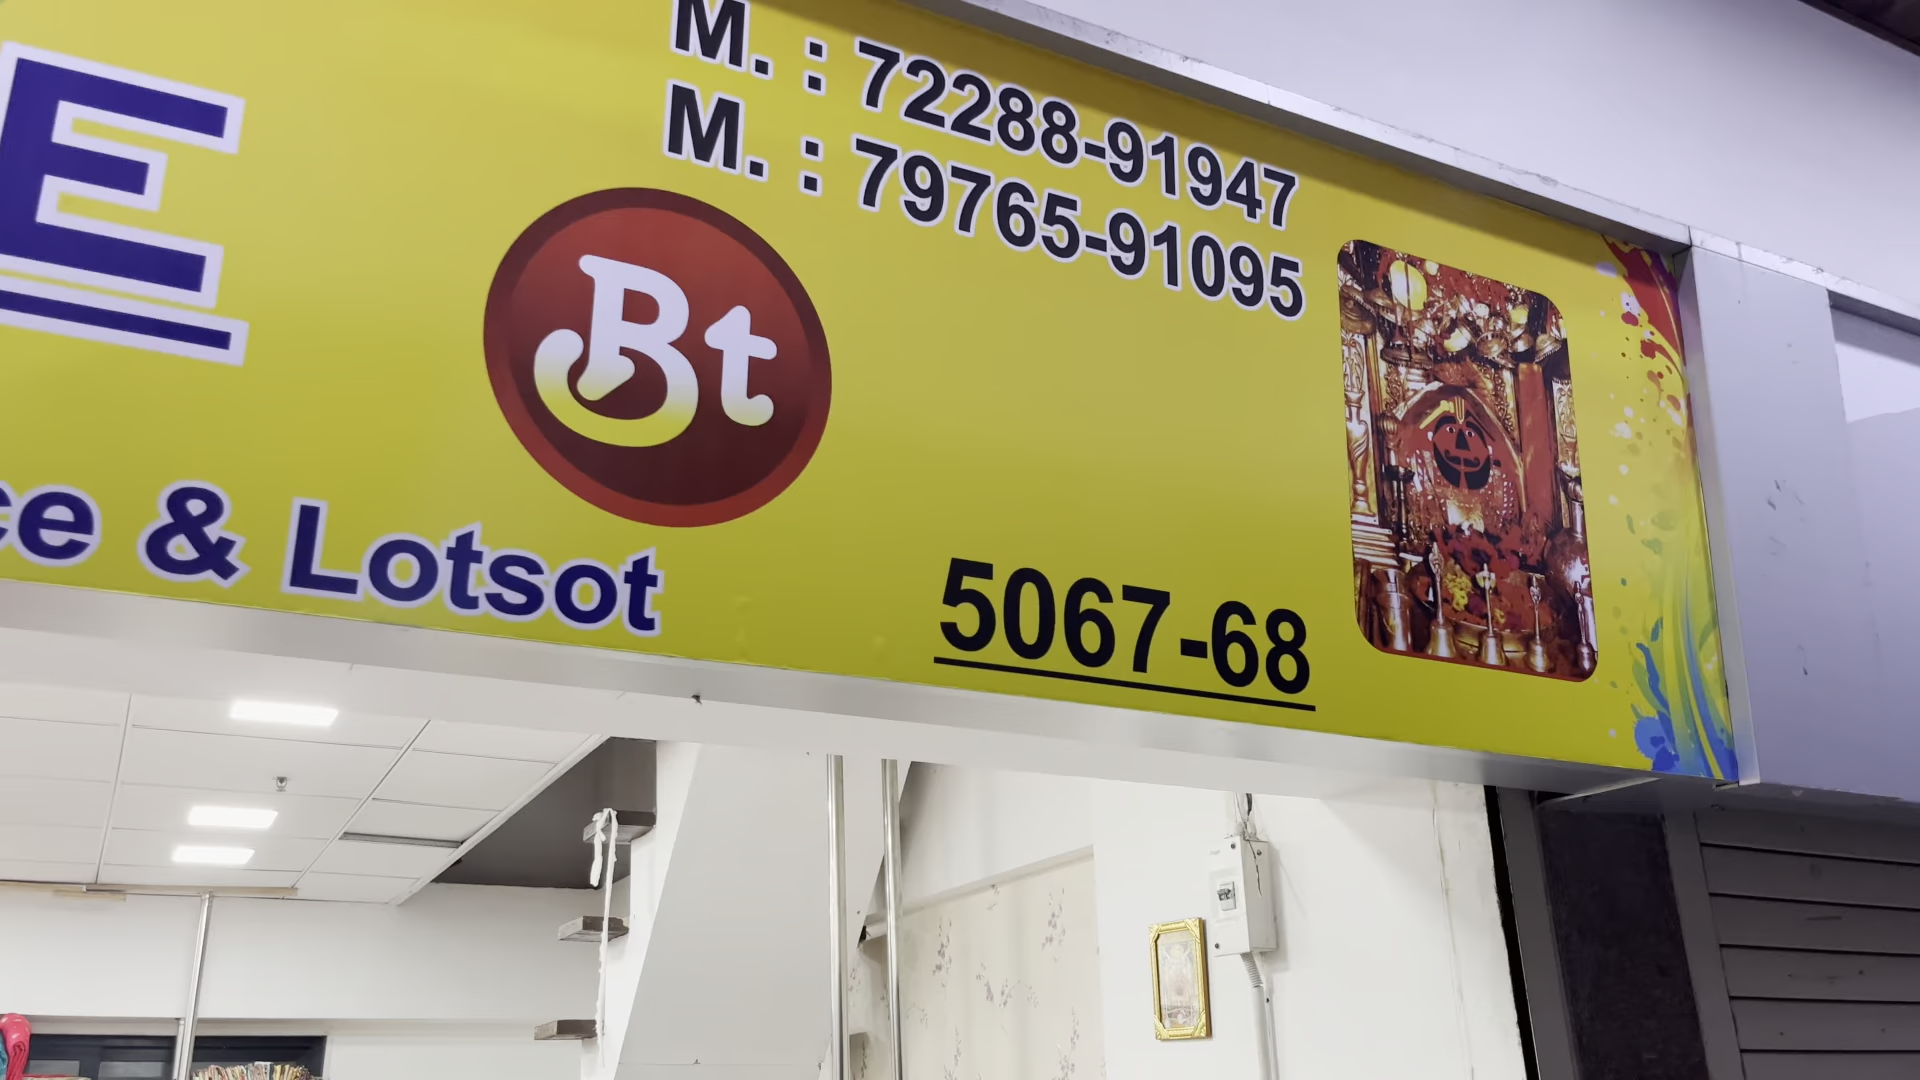 M. : 72288-91947
M. : 79765-91095
E
Bt
ce & Lotsot
5067-68